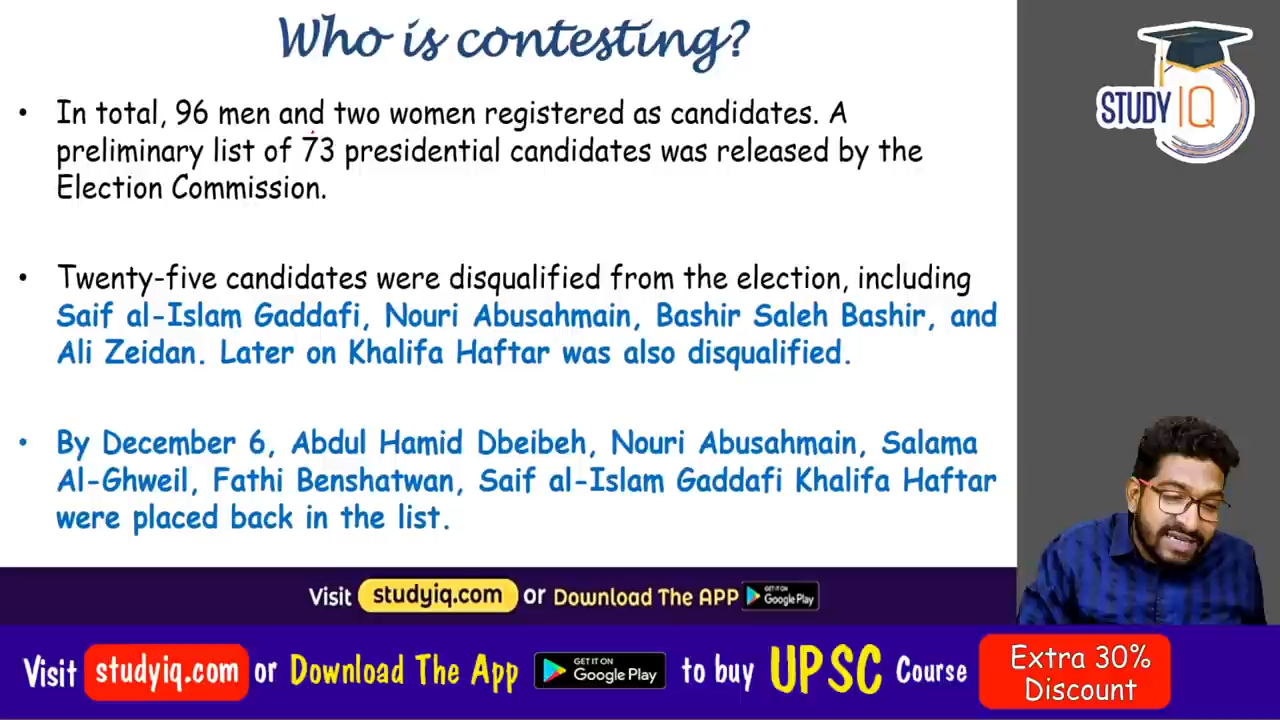 Who is contesting?
• In total, 96 men and two women registered as candidates. A
preliminary list of 73 presidential candidates was released by the
Election Commission.
• Twenty-five candidates were disqualified from the election, including
Saif al-Islam Gaddafi, Nouri Abusahmain, Bashir Saleh Bashir, and
Ali Zeidan. Later on Khalifa Haftar was also disqualified.
• By December 6, Abdul Hamid Dbeibeh, Nouri Abusahmain, Salama
Al-Ghweil, Fathi Benshatwan, Saif al-Islam Gaddafi Khalifa Haftar
were placed back in the list.
STUDY IQ
Visit studyiq.com or Download The APP GET IT ON Google Play
Visit studyiq.com or Download The App GET IT ON Google Play to buy UPSC Course Extra 30% Discount